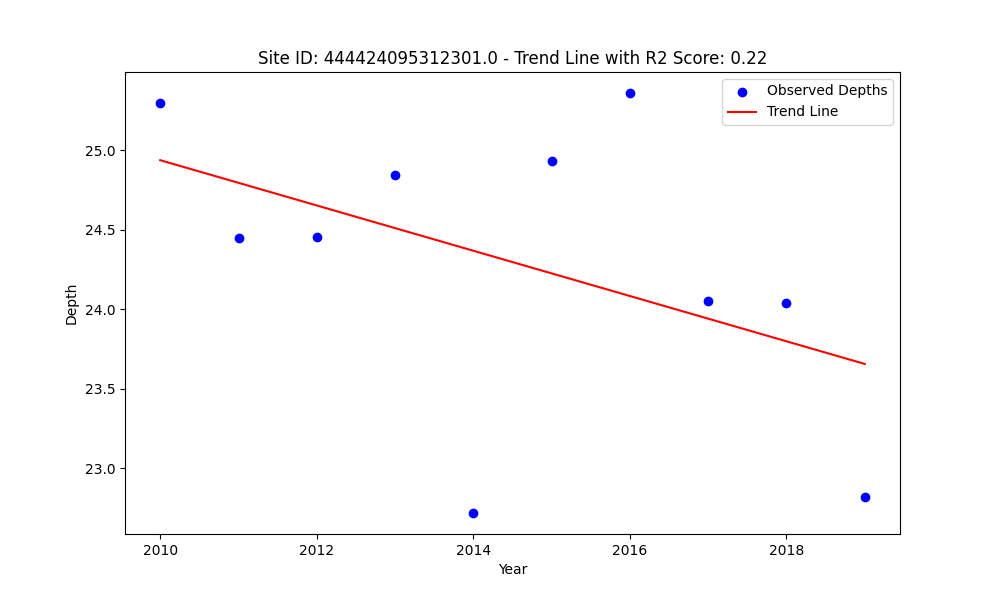 Site ID: 444424095312301.0 - Trend Line with R2 Score: 0.22
Observed Depths
Trend Line
25.0
24.5
24.0
23.5
23.0
Depth
2010
2012
2014
2016
2018
Year